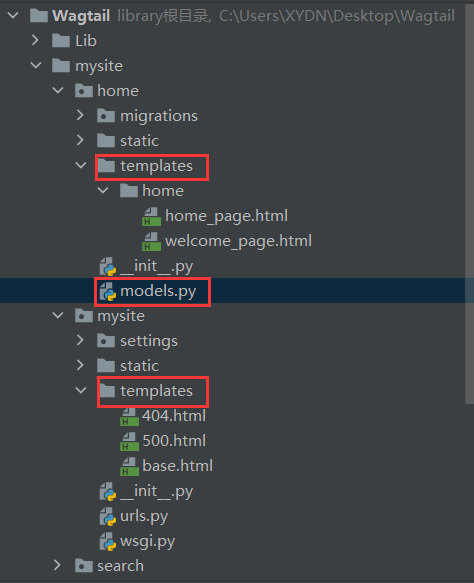 Wagtail library根目录, C:\Users\XYDN\Desktop\Wagtail
Lib
mysite
home
migrations
static
templates
home
home_page.html
welcome_page.html
__init__.py
models.py
mysite
settings
static
templates
404.html
500.html
base.html
__init__.py
urls.py
wsgi.py
search